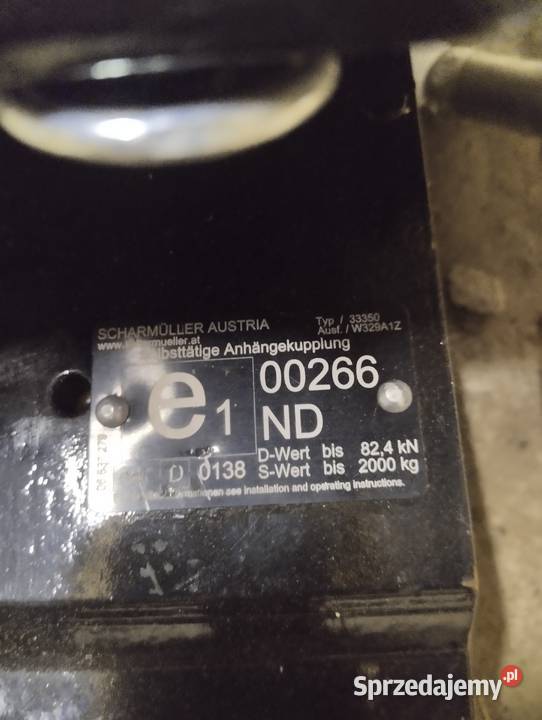 SCHARMÜLLER AUSTRIA
Typ / 33350
Ausf. / W329A1Z
Anhängekupplung
e1
00266
ND
D-Wert bis 82,4 kN
0138
S-Wert bis 2000 kg
see installation and operating instructions.
Sprzedajemy.pl